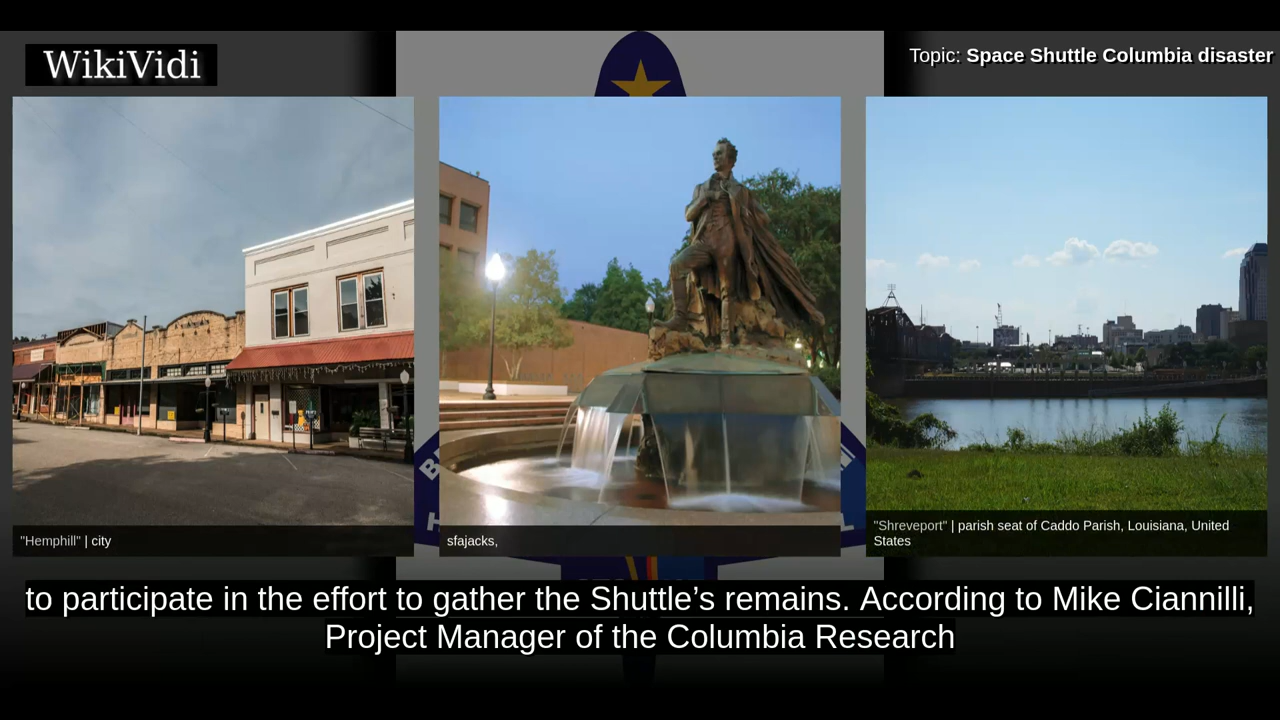 WikiVidi
Topic: Space Shuttle Columbia disaster
"Hemphill" | city
sfajacks,
"Shreveport" | parish seat of Caddo Parish, Louisiana, United
States
to participate in the effort to gather the Shuttle’s remains. According to Mike Ciannilli,
Project Manager of the Columbia Research